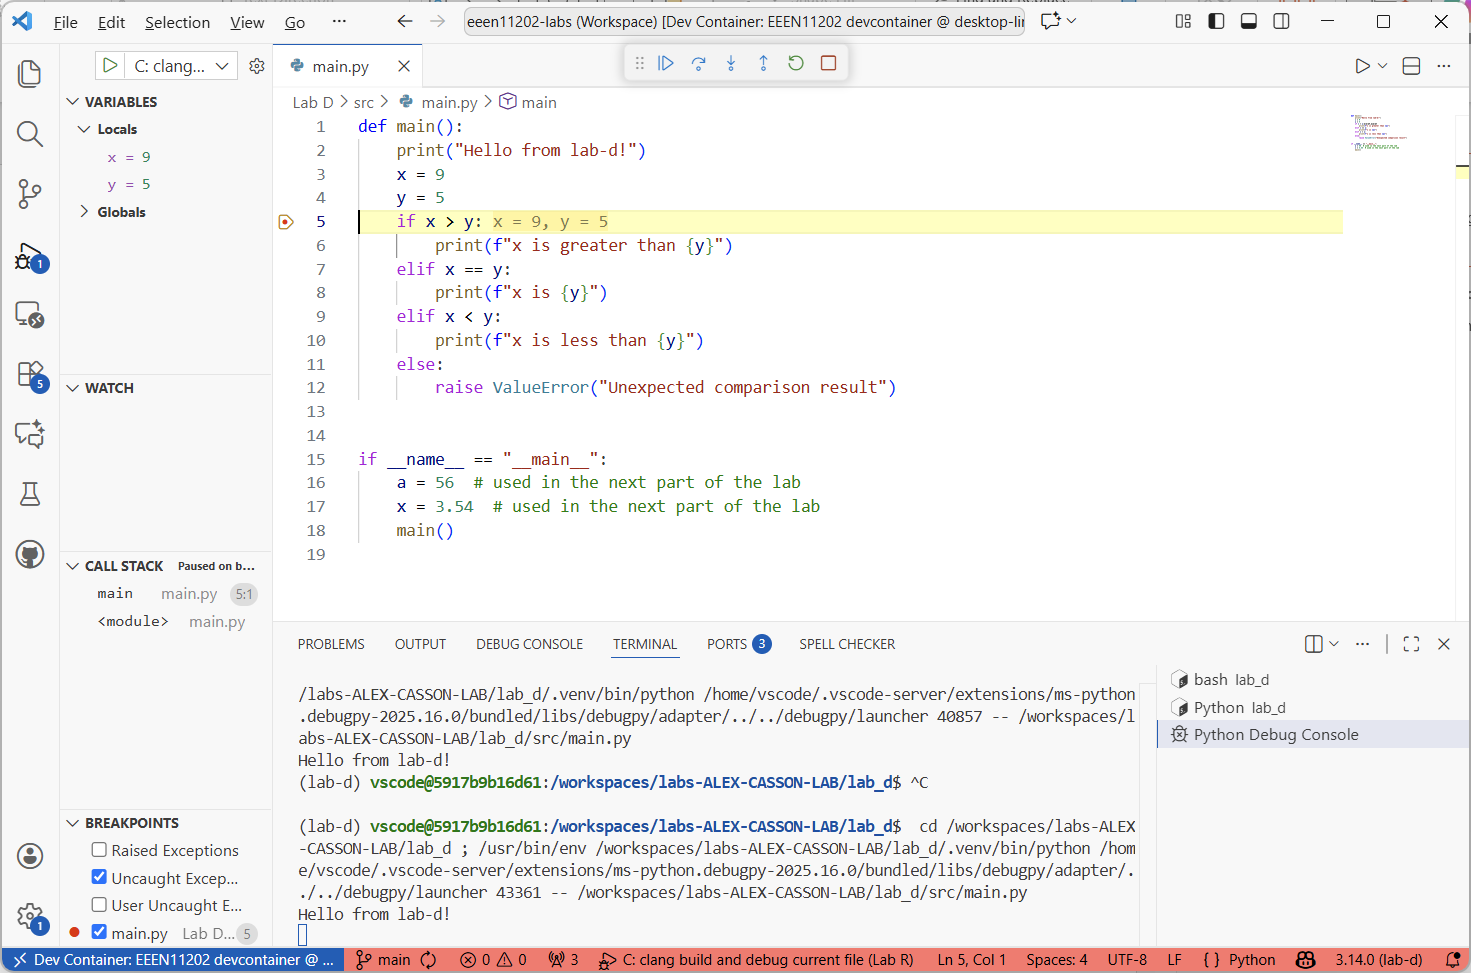 File Edit Selection View Go ··· eeen11202-labs (Workspace) [Dev Container: EEEN11202 devcontainer @ desktop-lin
C: clang...
main.py
VARIABLES
Locals
x = 9
y = 5
Globals
1
WATCH
5
CALL STACK Paused on b...
main main.py 5:1
<module> main.py
BREAKPOINTS
Raised Exceptions
Uncaught Excep...
User Uncaught E...
main.py Lab D... 5
1
Lab D > src > main.py > main
1 def main():
2 print("Hello from lab-d!")
3 x = 9
4 y = 5
5 if x > y: x = 9, y = 5
6 print(f"x is greater than {y}")
7 elif x == y:
8 print(f"x is {y}")
9 elif x < y:
10 print(f"x is less than {y}")
11 else:
12 raise ValueError("Unexpected comparison result")
13
14
15 if __name__ == "__main__":
16 a = 56 # used in the next part of the lab
17 x = 3.54 # used in the next part of the lab
18 main()
19
PROBLEMS OUTPUT DEBUG CONSOLE TERMINAL PORTS 3 SPELL CHECKER
/labs-ALEX-CASSON-LAB/lab_d/.venv/bin/python /home/vscode/.vscode-server/extensions/ms-python
.debugpy-2025.16.0/bundled/libs/debugpy/adapter/../../debugpy/launcher 40857 -- /workspaces/l
abs-ALEX-CASSON-LAB/lab_d/src/main.py
Hello from lab-d!
(lab-d) vscode@5917b9b16d61:/workspaces/labs-ALEX-CASSON-LAB/lab_d$ ^C
(lab-d) vscode@5917b9b16d61:/workspaces/labs-ALEX-CASSON-LAB/lab_d$ cd /workspaces/labs-ALEX
-CASSON-LAB/lab_d ; /usr/bin/env /workspaces/labs-ALEX-CASSON-LAB/lab_d/.venv/bin/python /hom
e/vscode/.vscode-server/extensions/ms-python.debugpy-2025.16.0/bundled/libs/debugpy/adapter/.
./../debugpy/launcher 43361 -- /workspaces/labs-ALEX-CASSON-LAB/lab_d/src/main.py
Hello from lab-d!
bash lab_d
Python lab_d
Python Debug Console
Dev Container: EEEN11202 devcontainer @ ... main 0 0 3 C: clang build and debug current file (Lab R) Ln 5, Col 1 Spaces: 4 UTF-8 LF { } Python 3.14.0 (lab-d)